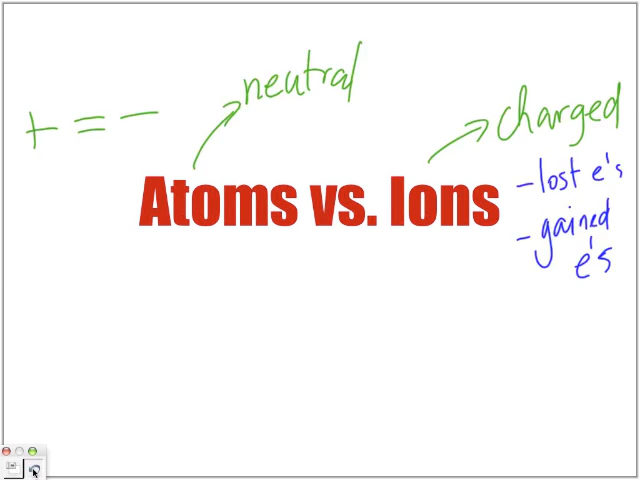 neutral
+ = -
charged
Atoms vs. Ions
- lost e's
- gained
e's